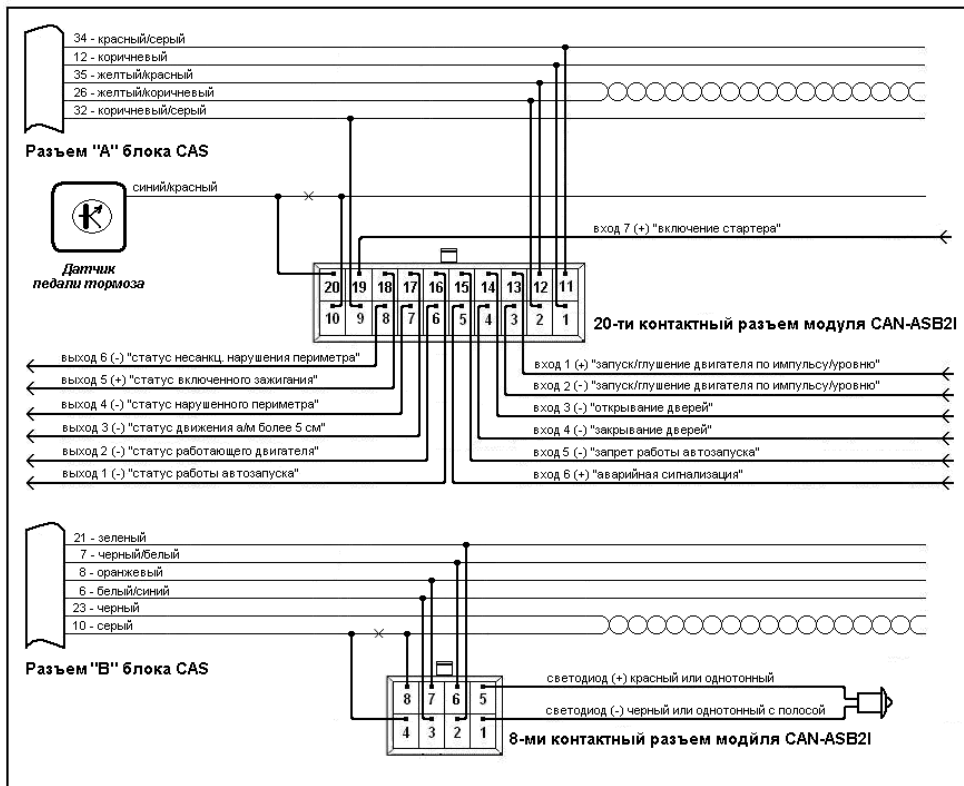 34 - красный/серый
12 - коричневый
35 - желтый/красный
26 - желтый/коричневый
32 - коричневый/серый
Разъем "А" блока CAS
синий/красный
Датчик
педали тормоза
вход 7 (+) "включение стартера"
20 19 18 17 16 15 14 13 12 11
10 9 8 7 6 5 4 3 2 1
20-ти контактный разъем модуля CAN-ASB2I
выход 6 (-) "статус несанкц. нарушения периметра"
выход 5 (+) "статус включенного зажигания"
выход 4 (-) "статус нарушенного периметра"
выход 3 (-) "статус движения а/м более 5 см"
выход 2 (-) "статус работающего двигателя"
выход 1 (-) "статус работы автозапуска"
вход 1 (+) "запуск/глушение двигателя по импульсу/уровню"
вход 2 (-) "запуск/глушение двигателя по импульсу/уровню"
вход 3 (-) "открывание дверей"
вход 4 (-) "закрывание дверей"
вход 5 (-) "запрет работы автозапуска"
вход 6 (+) "аварийная сигнализация"
21 - зеленый
7 - черный/белый
8 - оранжевый
6 - белый/синий
23 - черный
10 - серый
Разъем "В" блока CAS
8 7 6 5
4 3 2 1
светодиод (+) красный или однотонный
светодиод (-) черный или однотонный с полосой
8-ми контактный разъем модйля CAN-ASB2I